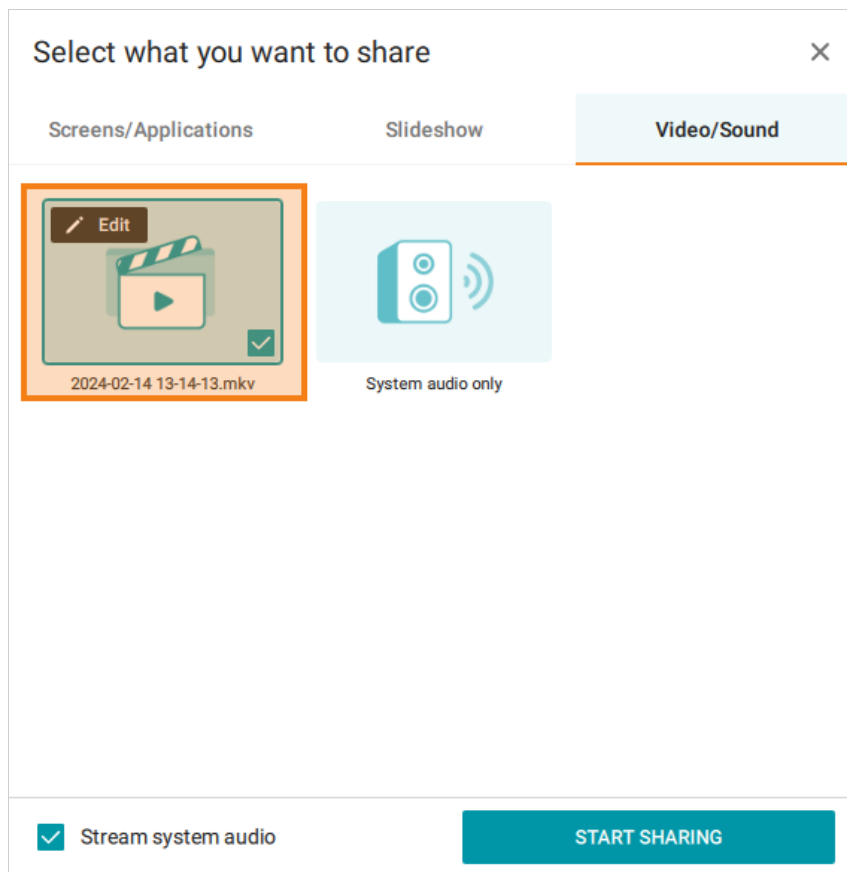 Select what you want to share
Screens/Applications Slideshow Video/Sound
Edit
2024-02-14 13-14-13.mkv System audio only
Stream system audio START SHARING